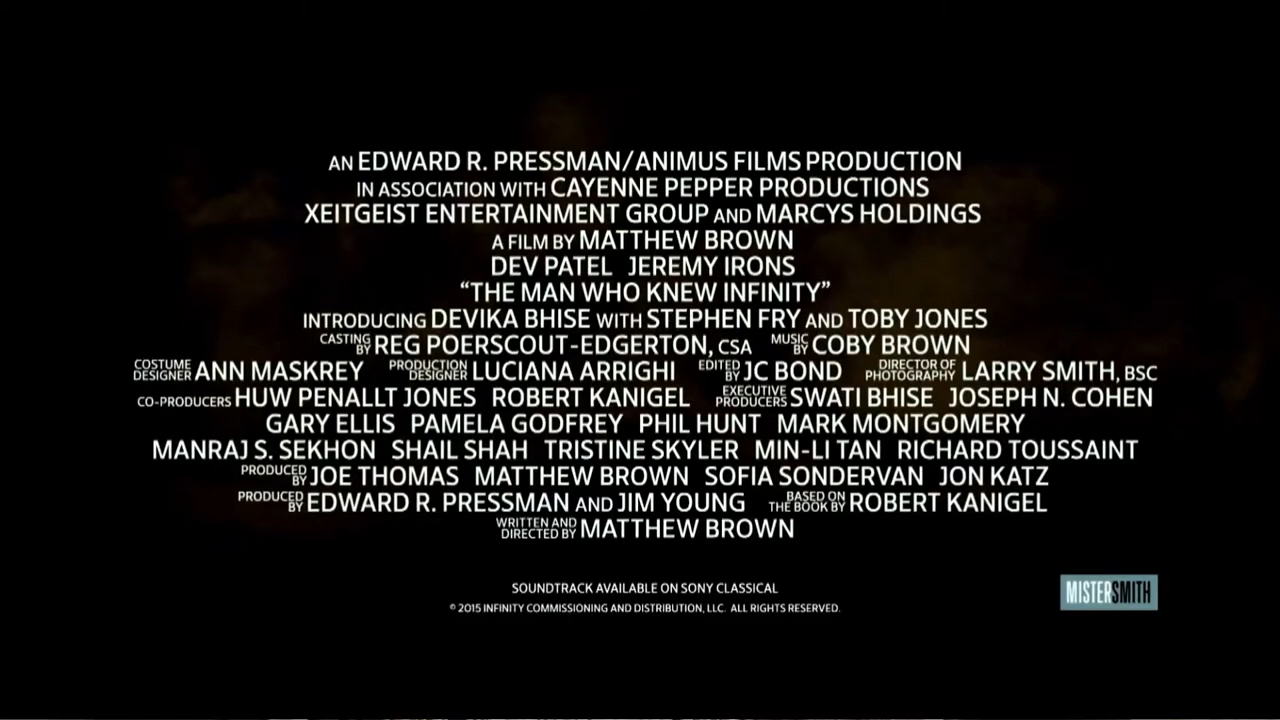 AN EDWARD R. PRESSMAN/ANIMUS FILMS PRODUCTION
IN ASSOCIATION WITH CAYENNE PEPPER PRODUCTIONS
XEITGEIST ENTERTAINMENT GROUP AND MARCYS HOLDINGS
A FILM BY MATTHEW BROWN
DEV PATEL JEREMY IRONS
“THE MAN WHO KNEW INFINITY”
INTRODUCING DEVIKA BHISE WITH STEPHEN FRY AND TOBY JONES
CASTING BY REG POERSCOUT-EDGERTON, CSA MUSIC BY COBY BROWN
COSTUME DESIGNER ANN MASKREY PRODUCTION DESIGNER LUCIANA ARRIGHI EDITED BY JC BOND DIRECTOR OF PHOTOGRAPHY LARRY SMITH, BSC
CO-PRODUCERS HUW PENALLT JONES ROBERT KANIGEL EXECUTIVE PRODUCERS SWATI BHISE JOSEPH N. COHEN
GARY ELLIS PAMELA GODFREY PHIL HUNT MARK MONTGOMERY
MANRAJ S. SEKHON SHAIL SHAH TRISTINE SKYLER MIN-LI TAN RICHARD TOUSSAINT
PRODUCED BY JOE THOMAS MATTHEW BROWN SOFIA SONDERVAN JON KATZ
PRODUCED BY EDWARD R. PRESSMAN AND JIM YOUNG BASED ON THE BOOK BY ROBERT KANIGEL
WRITTEN AND DIRECTED BY MATTHEW BROWN
SOUNDTRACK AVAILABLE ON SONY CLASSICAL
© 2015 INFINITY COMMISSIONING AND DISTRIBUTION, LLC. ALL RIGHTS RESERVED.
MISTERSMITH